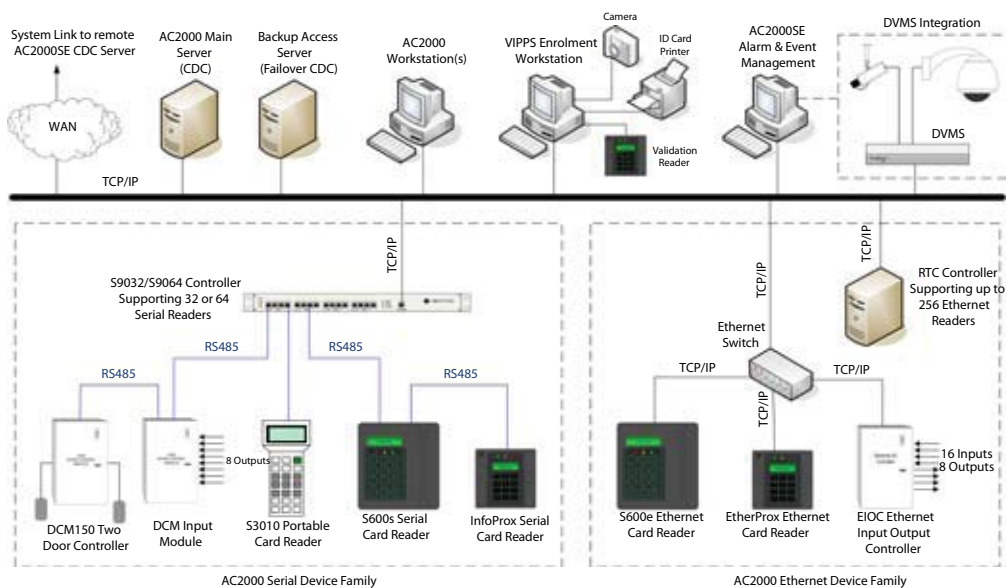 System Link to remote
AC2000SE CDC Server
AC2000 Main
Server
(CDC)
Backup Access
Server
(Failover CDC)
AC2000
Workstation(s)
VIPPS Enrolment
Workstation
Camera
ID Card
Printer
AC2000SE
Alarm & Event
Management
DVMS Integration
WAN
Validation
Reader
DVMS
TCP/IP
TCP/IP
TCP/IP
TCP/IP
S9032/S9064 Controller
Supporting 32 or 64
Serial Readers
RTC Controller
Supporting up to
256 Ethernet
Readers
Ethernet
Switch
RS485
RS485
RS485
RS485
TCP/IP
TCP/IP
TCP/IP
8 Outputs
16 Inputs
8 Outputs
DCM150 Two
Door Controller
DCM Input
Module
S3010 Portable
Card Reader
S600s Serial
Card Reader
InfoProx Serial
Card Reader
S600e Ethernet
Card Reader
EtherProx Ethernet
Card Reader
EIOC Ethernet
Input Output
Controller
AC2000 Serial Device Family
AC2000 Ethernet Device Family